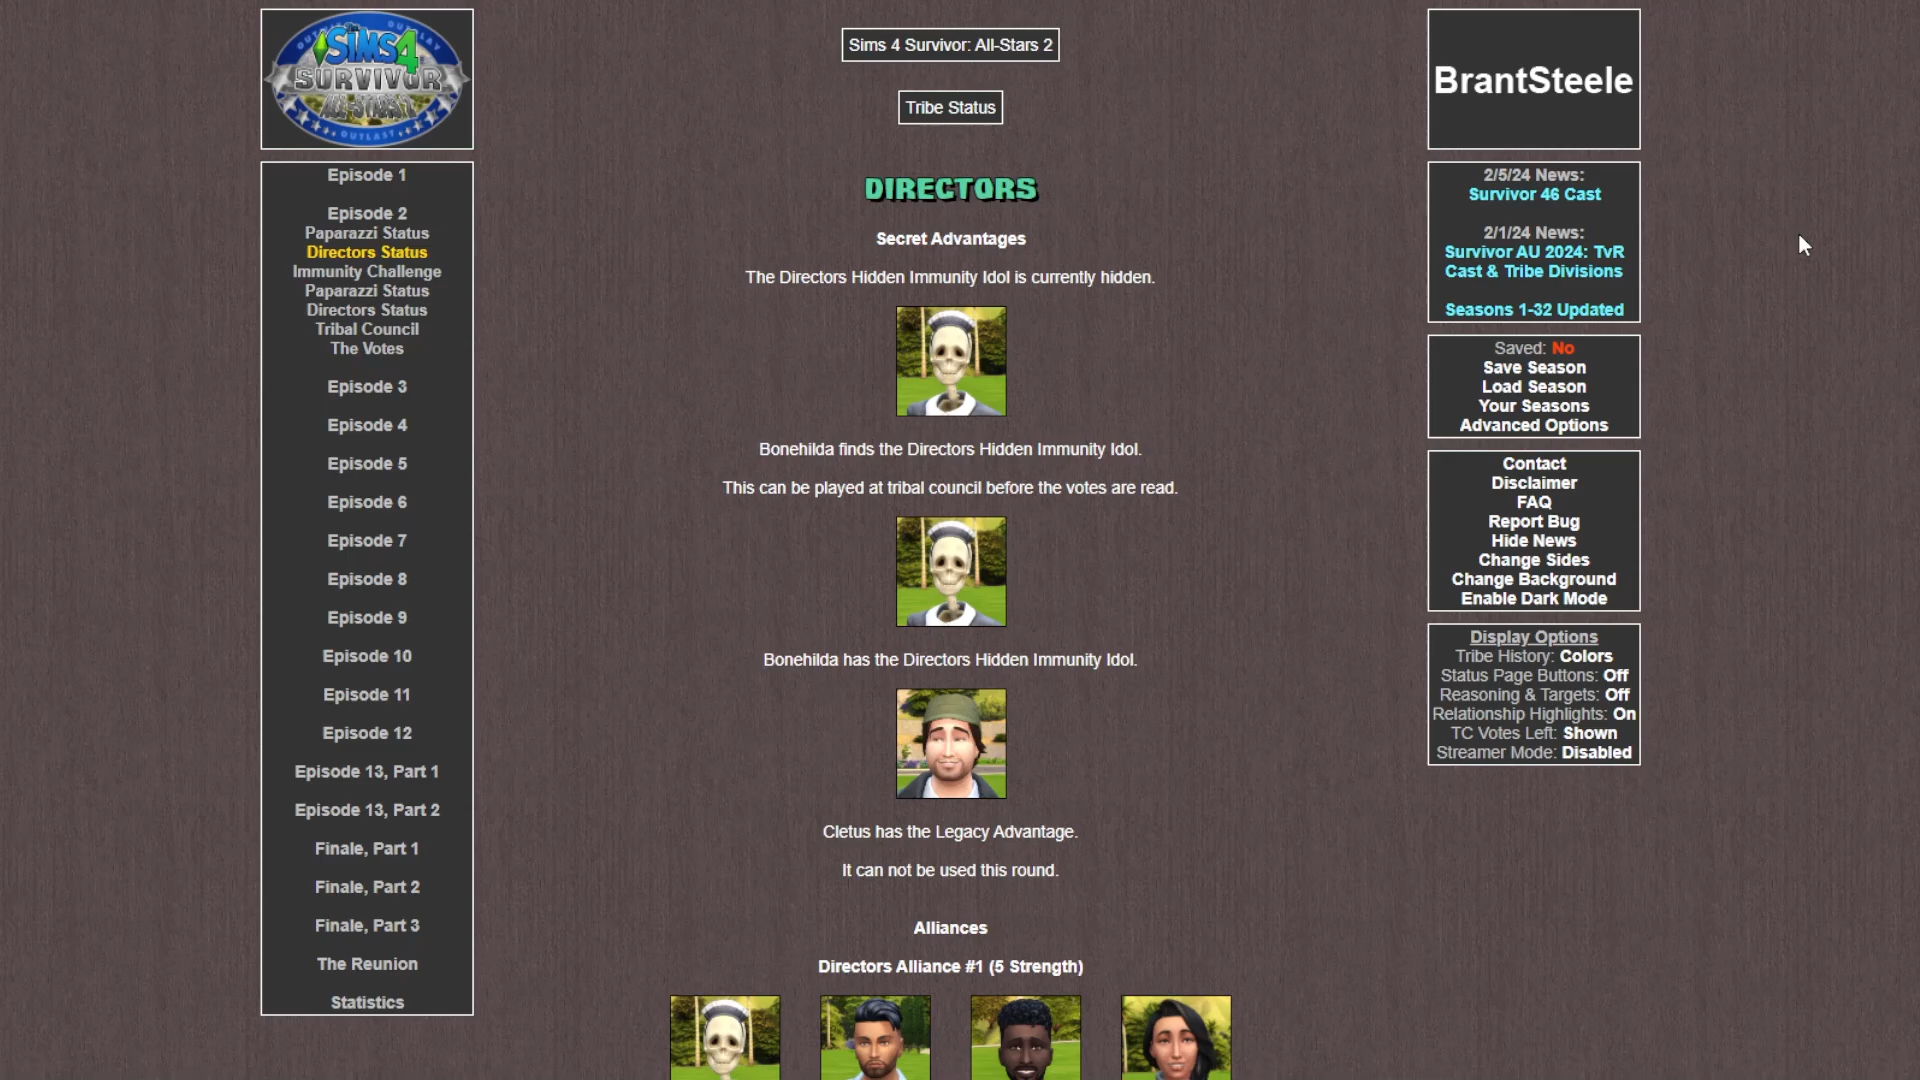 OUTLAST
The SiMS 4
SURVIVOR
ALL-STARS 2
OUTLAST
Episode 1
Episode 2
Paparazzi Status
Directors Status
Immunity Challenge
Paparazzi Status
Directors Status
Tribal Council
The Votes
Episode 3
Episode 4
Episode 5
Episode 6
Episode 7
Episode 8
Episode 9
Episode 10
Episode 11
Episode 12
Episode 13, Part 1
Episode 13, Part 2
Finale, Part 1
Finale, Part 2
Finale, Part 3
The Reunion
Statistics
Sims 4 Survivor: All-Stars 2
Tribe Status
DIRECTORS
Secret Advantages
The Directors Hidden Immunity Idol is currently hidden.
Bonehilda finds the Directors Hidden Immunity Idol.
This can be played at tribal council before the votes are read.
Bonehilda has the Directors Hidden Immunity Idol.
Cletus has the Legacy Advantage.
It can not be used this round.
Alliances
Directors Alliance #1 (5 Strength)
BrantSteele
2/5/24 News:
Survivor 46 Cast
2/1/24 News:
Survivor AU 2024: TvR
Cast & Tribe Divisions
Seasons 1-32 Updated
Saved: No
Save Season
Load Season
Your Seasons
Advanced Options
Contact
Disclaimer
FAQ
Report Bug
Hide News
Change Sides
Change Background
Enable Dark Mode
Display Options
Tribe History: Colors
Status Page Buttons: Off
Reasoning & Targets: Off
Relationship Highlights: On
TC Votes Left: Shown
Streamer Mode: Disabled